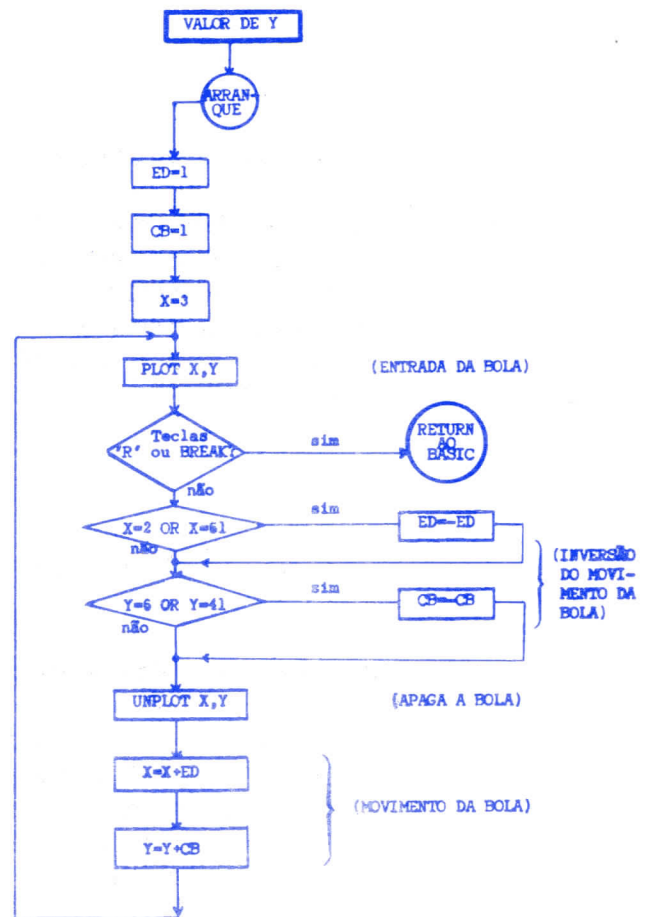 VALOR DE Y
ARRAN-
QUE
ED=1
CB=1
X=3
PLOT X,Y
(ENTRADA DA BOLA)
Teclas
'R' ou BREAK?
sim
RETURN
AO
BASIC
não
X=2 OR X=61
sim
ED=-ED
não
(INVERSÃO
DO MOVI-
MENTO DA
BOLA)
Y=6 OR Y=41
sim
CB=-CB
não
UNPLOT X,Y
(APAGA A BOLA)
X=X+ED
(MOVIMENTO DA BOLA)
Y=Y+CB